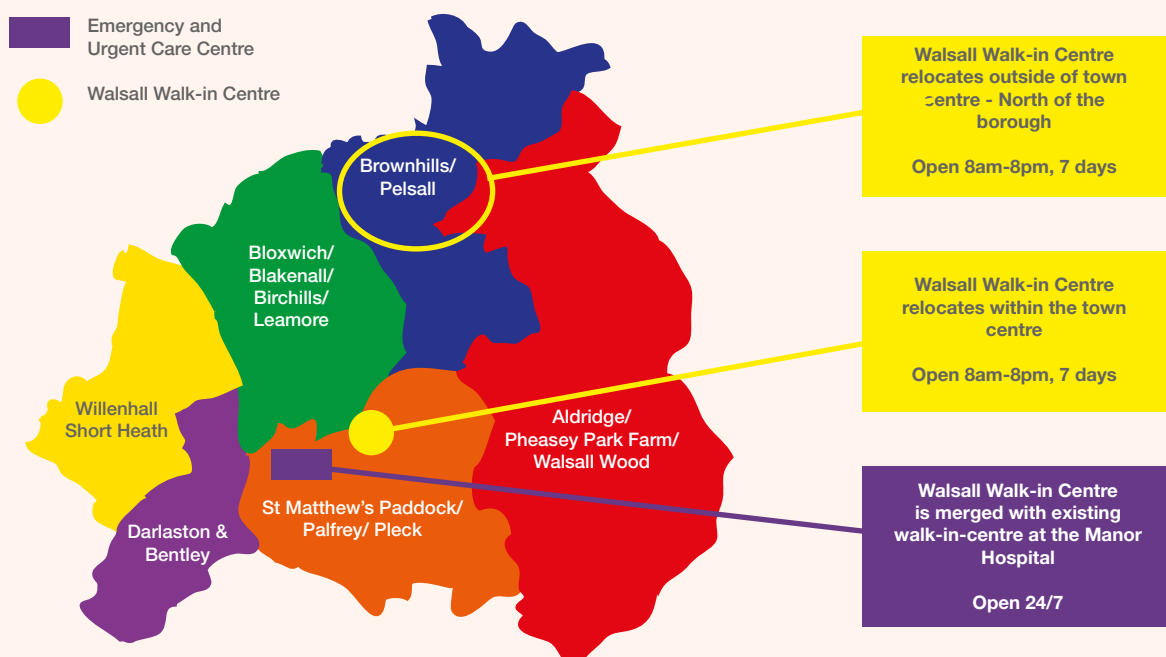 Emergency and
Urgent Care Centre
Walsall Walk-in Centre
Brownhills/
Pelsall
Bloxwich/
Blakenall/
Birchills/
Leamore
Willenhall
Short Heath
Darlaston &
Bentley
St Matthew's Paddock/
Palfrey/ Pleck
Aldridge/
Pheasey Park Farm/
Walsall Wood
Walsall Walk-in Centre
relocates outside of town
centre - North of the
borough
Open 8am-8pm, 7 days
Walsall Walk-in Centre
relocates within the town
centre
Open 8am-8pm, 7 days
Walsall Walk-in Centre
is merged with existing
walk-in-centre at the Manor
Hospital
Open 24/7